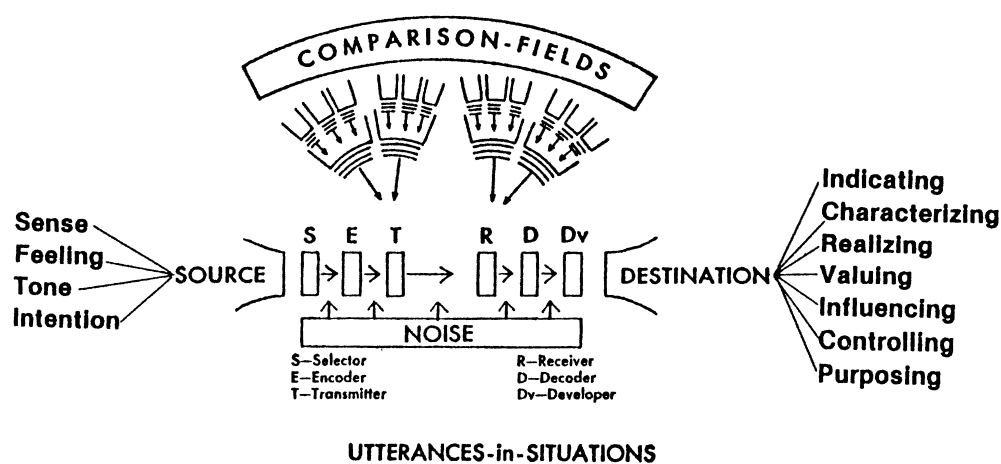 COMPARISON-FIELDS
Sense
Feeling
Tone
Intention
SOURCE
S E T R D Dv
DESTINATION
Indicating
Characterizing
Realizing
Valuing
Influencing
Controlling
Purposing
NOISE
S—Selector
E—Encoder
T—Transmitter
R—Receiver
D—Decoder
Dv—Developer
UTTERANCES-in-SITUATIONS